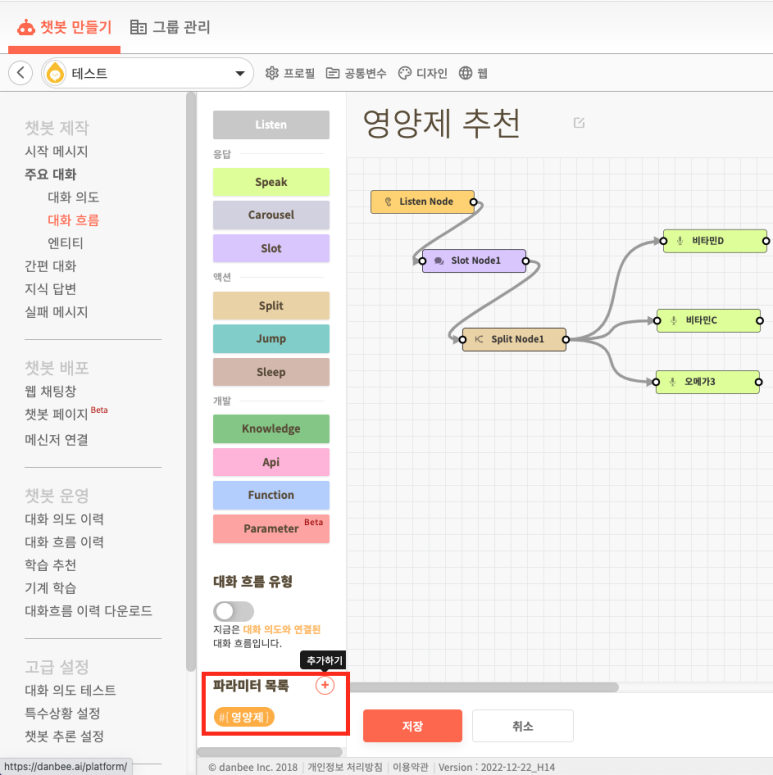 챗봇 만들기 그룹 관리
테스트 프로필 공통변수 디자인 웹
챗봇 제작
시작 메시지
주요 대화
대화 의도
대화 흐름
엔티티
간편 대화
지식 답변
실패 메시지
챗봇 배포
웹 채팅창
챗봇 페이지 Beta
메신저 연결
챗봇 운영
대화 의도 이력
대화 흐름 이력
학습 추천
기계 학습
대화흐름 이력 다운로드
고급 설정
대화 의도 테스트
특수상황 설정
챗봇 추론 설정
https://danbee.ai/platform/
Listen
응답
Speak
Carousel
Slot
액션
Split
Jump
Sleep
개발
Knowledge
Api
Function
Parameter Beta
대화 흐름 유형
지금은 대화 의도와 연결된
대화 흐름입니다.
추가하기
파라미터 목록 +
#{영양제}
영양제 추천
Listen Node
Slot Node1
Split Node1
비타민D
비타민C
오메가3
저장 취소
© danbee Inc. 2018 | 개인정보 처리방침 | 이용약관 | Version : 2022-12-22_H14